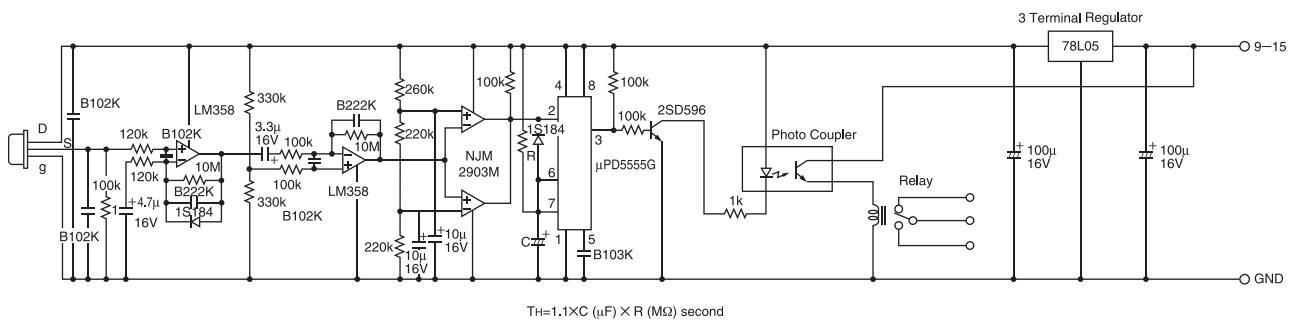 3 Terminal Regulator
78L05
9–15
D
S
g
B102K
LM358
120k
B102K
120k
10M
B222K
1S184
100k
1
+4.7μ
16V
B102K
330k
330k
3.3μ
16V
+
100k
100k
B102K
B222K
10M
LM358
260k
220k
220k
+
10μ
16V
+
10μ
16V
NJM
2903M
100k
4
8
2
3
6
7
1
5
1S184
R
C
+
μPD5555G
B103K
100k
100k
2SD596
Photo Coupler
1k
Relay
+
100μ
16V
+
100μ
16V
GND
TH=1.1×C (μF) × R (MΩ) second